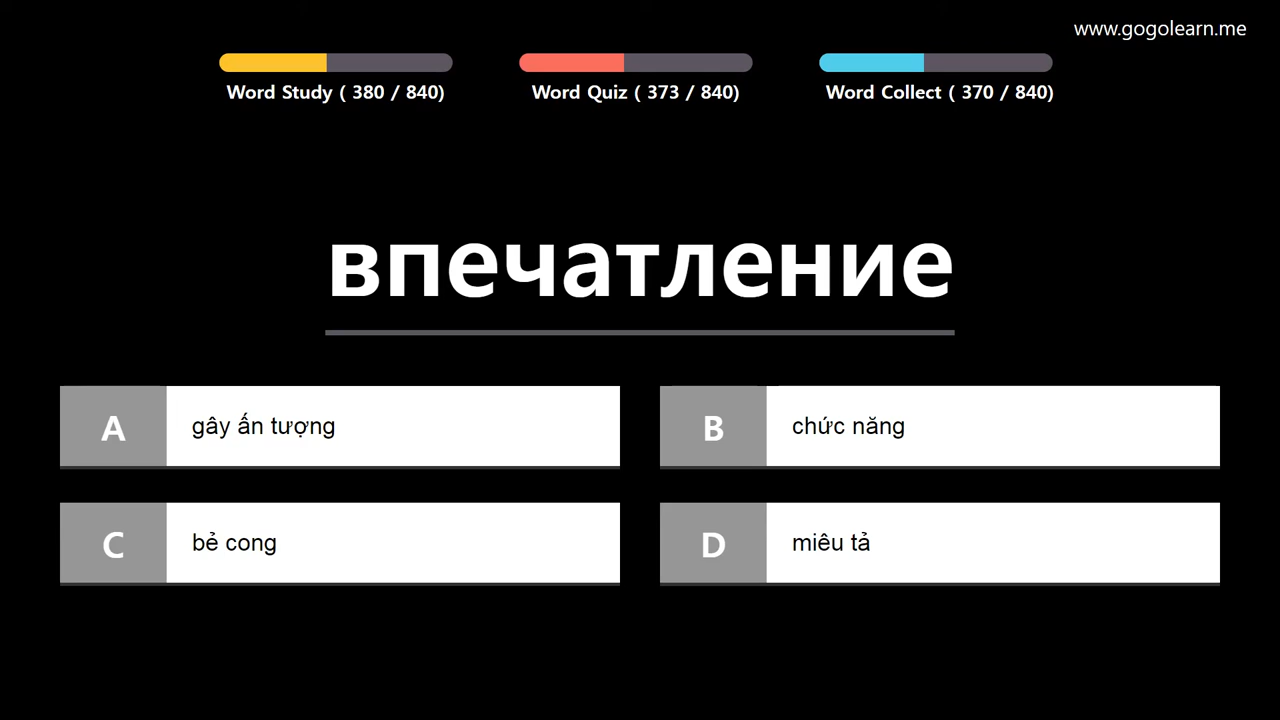 www.gogolearn.me
Word Study ( 380 / 840)
Word Quiz ( 373 / 840)
Word Collect ( 370 / 840)
впечатление
A
gây ấn tượng
B
chức năng
C
bẻ cong
D
miêu tả